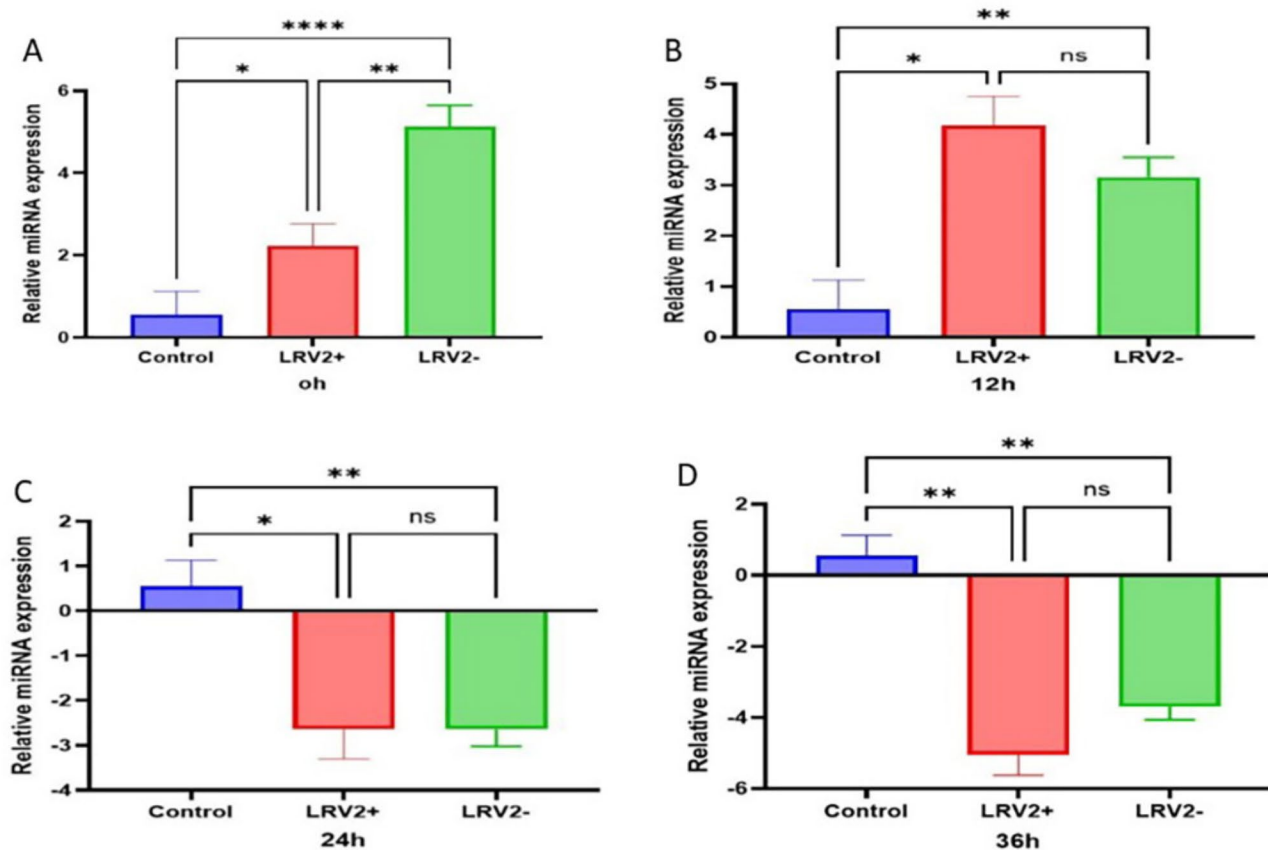 A
****
*
**
Relative miRNA expression
6
4
2
0
Control
LRV2+
LRV2-
oh
B
**
*
ns
Relative miRNA expression
5
4
3
2
1
0
Control
LRV2+
LRV2-
12h
C
**
*
ns
Relative miRNA expression
2
1
0
-1
-2
-3
-4
Control
LRV2+
LRV2-
24h
D
**
**
ns
Relative miRNA expression
2
0
-2
-4
-6
Control
LRV2+
LRV2-
36h